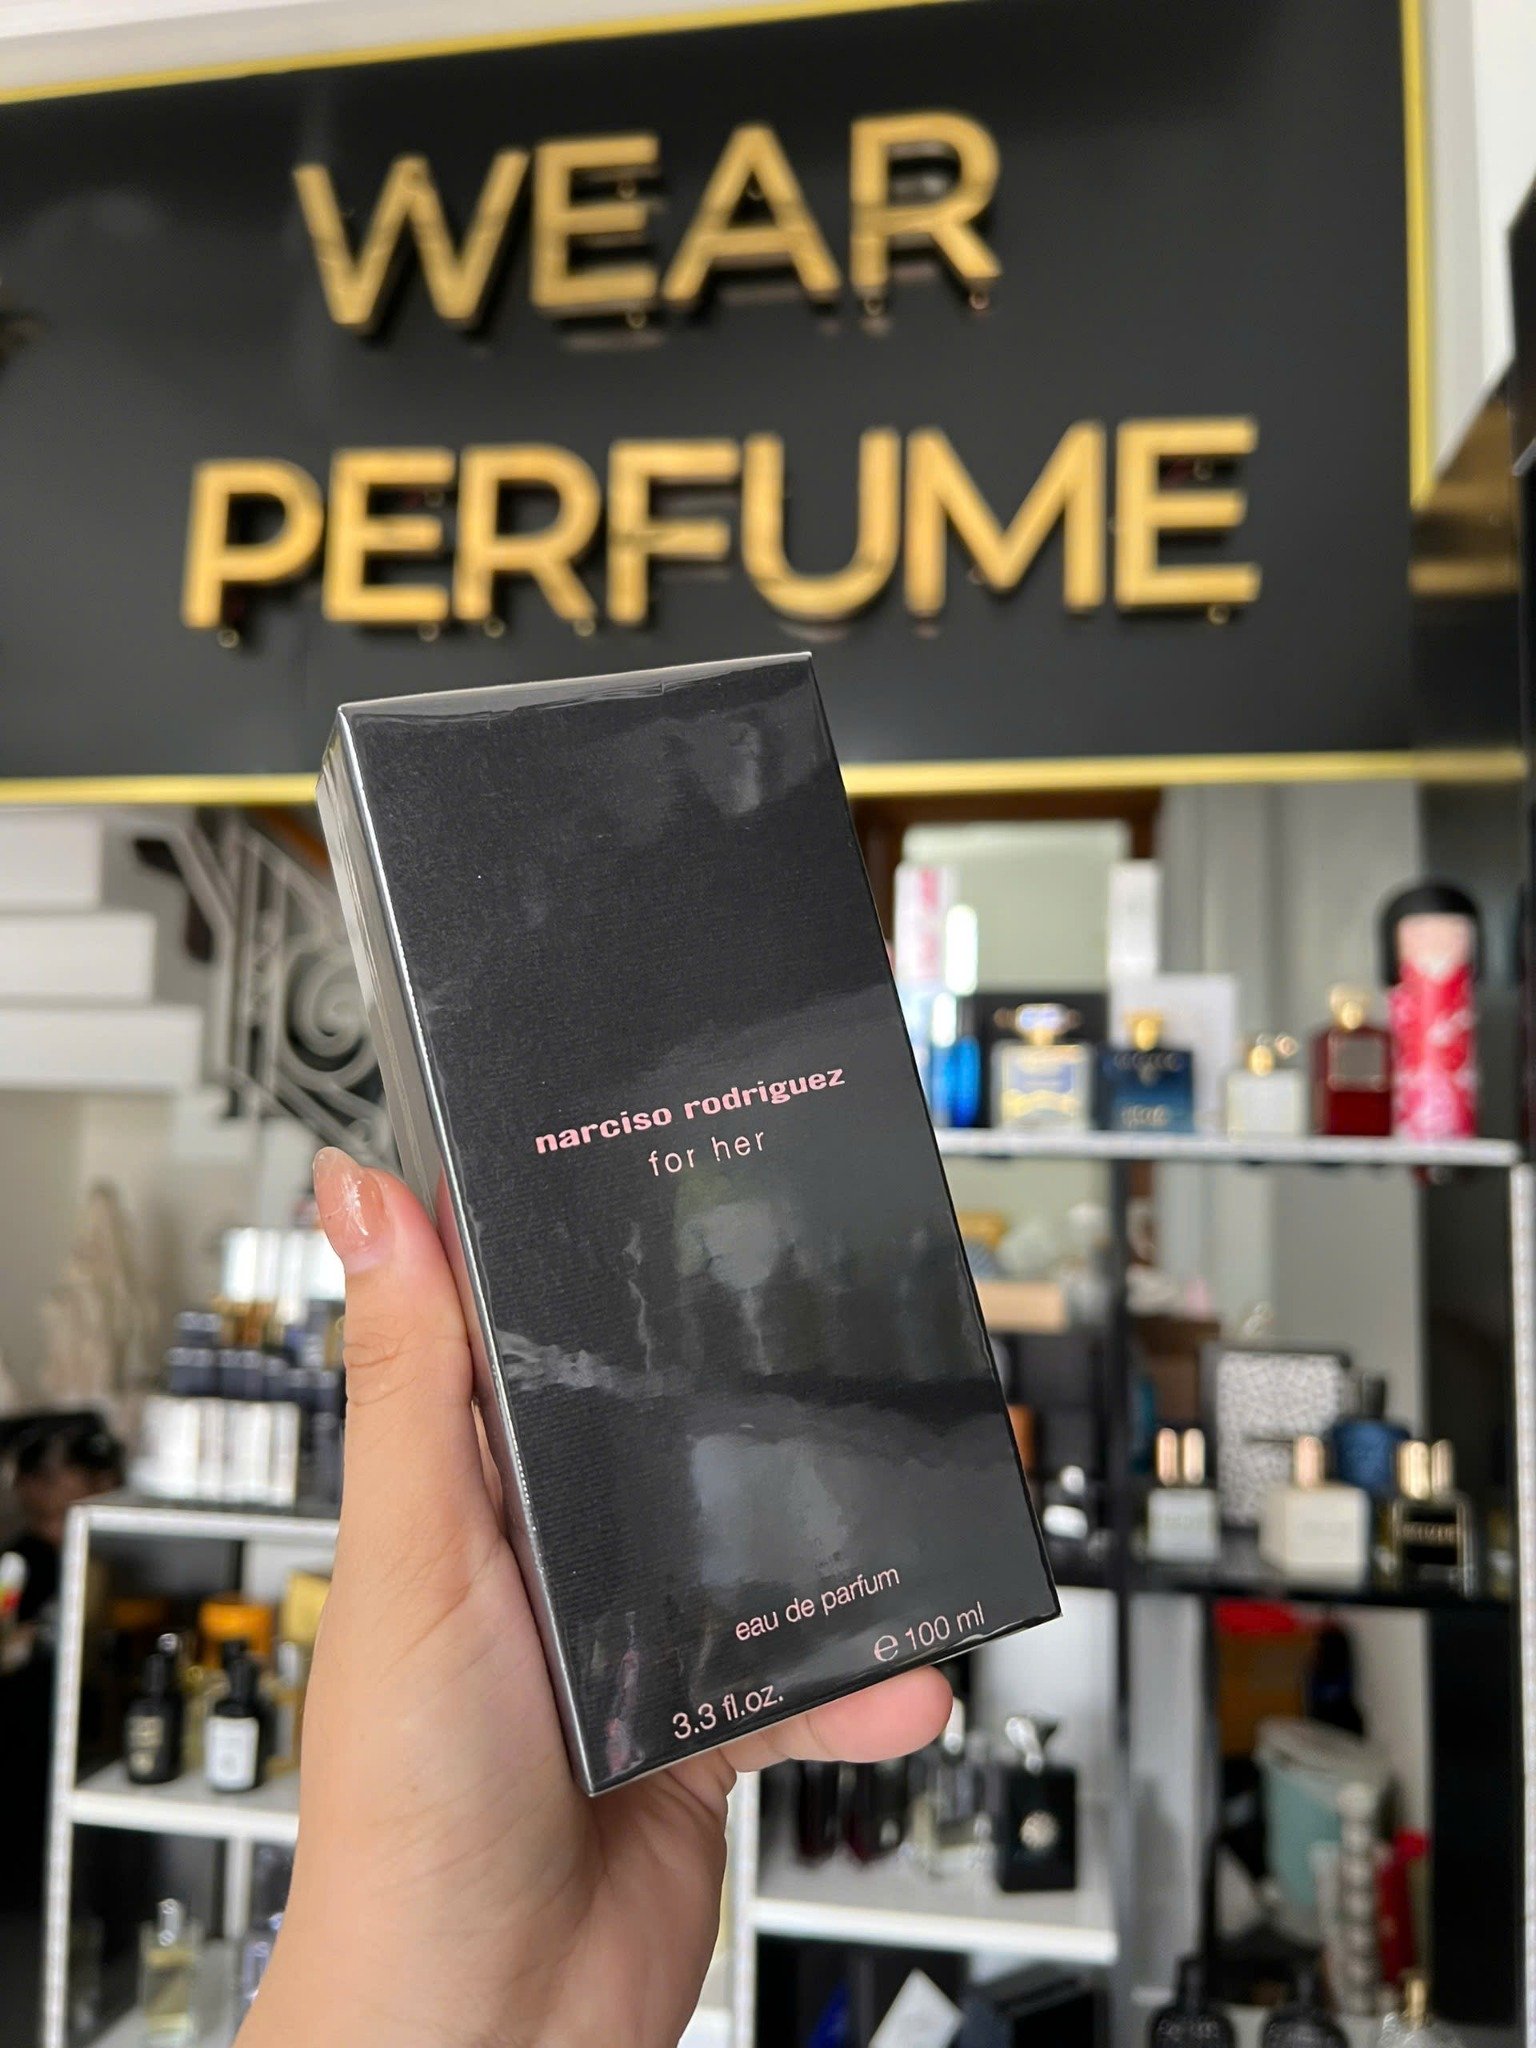 WEAR
PERFUME
narciso rodriguez
for her
eau de parfum
℮ 100 ml
3.3 fl.oz.